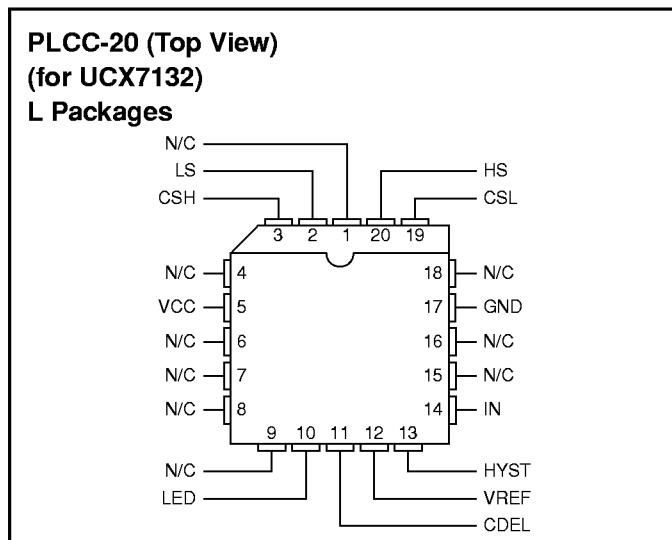 PLCC-20 (Top View)
(for UCX7132)
L Packages
N/C
LS HS
CSH CSL
3 2 1 20 19
N/C 4 18 N/C
VCC 5 17 GND
N/C 6 16 N/C
N/C 7 15 N/C
N/C 8 14 IN
9 10 11 12 13
N/C HYST
LED VREF
CDEL